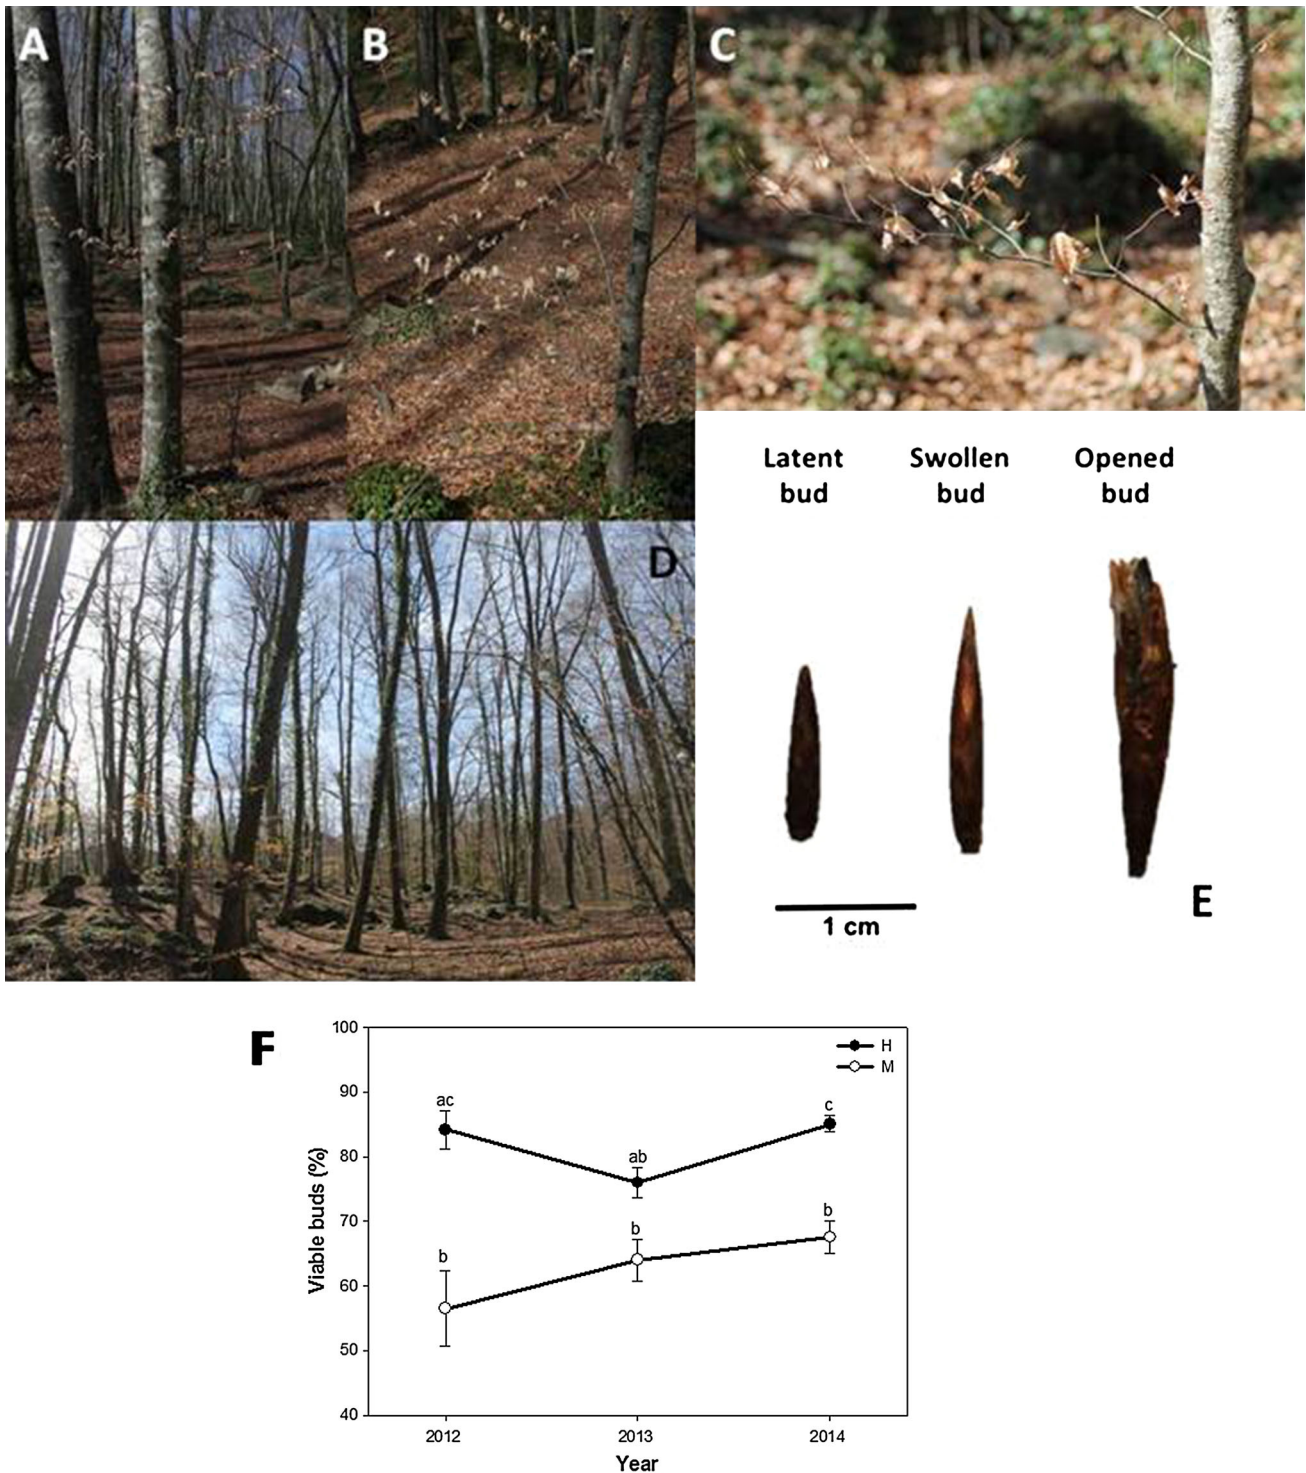 A
B
C
D
Latent
bud
Swollen
bud
Opened
bud
1 cm
E
F
100
90
80
70
60
50
40
Viable buds (%)
H
M
ac
ab
c
b
b
b
2012
2013
2014
Year